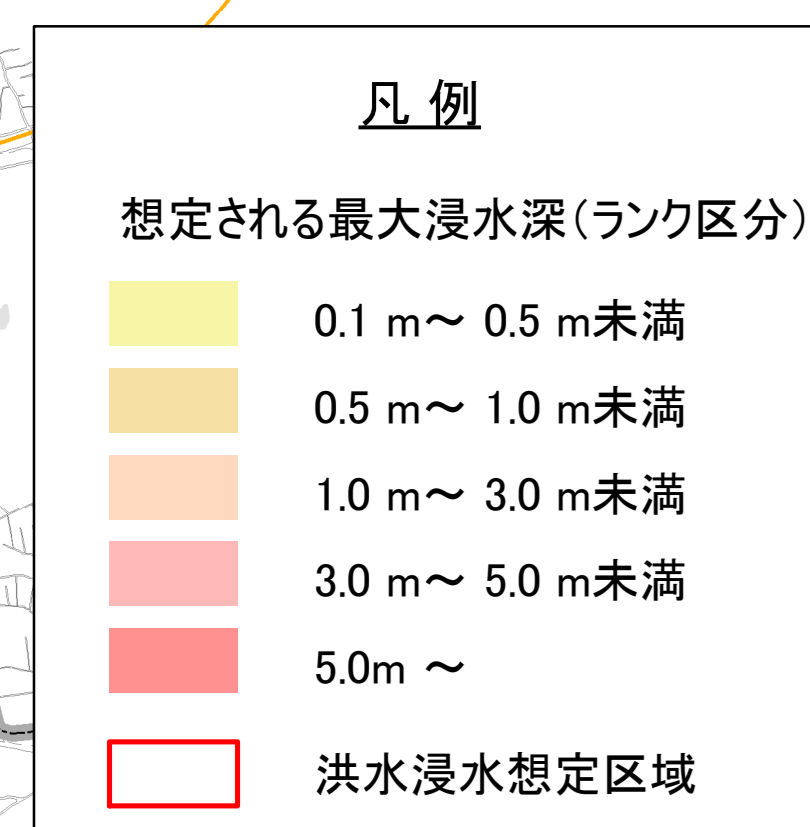 凡 例
想定される最大浸水深(ランク区分)
0.1 m～ 0.5 m未満
0.5 m～ 1.0 m未満
1.0 m～ 3.0 m未満
3.0 m～ 5.0 m未満
5.0m ～
洪水浸水想定区域